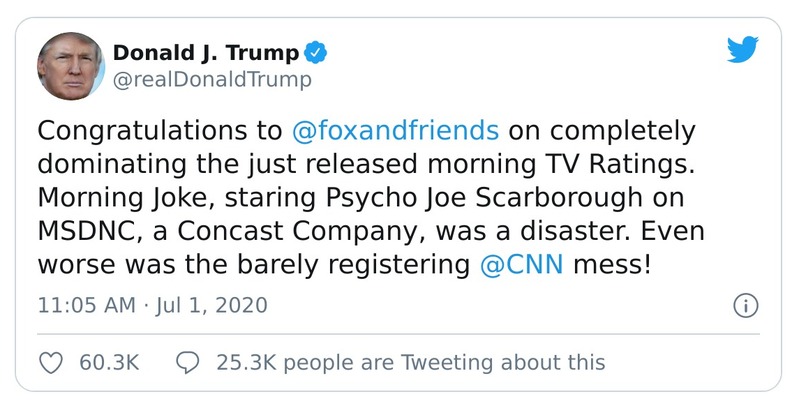 Donald J. Trump
@realDonaldTrump
Congratulations to @foxandfriends on completely
dominating the just released morning TV Ratings.
Morning Joke, staring Psycho Joe Scarborough on
MSDNC, a Concast Company, was a disaster. Even
worse was the barely registering @CNN mess!
11:05 AM · Jul 1, 2020
60.3K 25.3K people are Tweeting about this